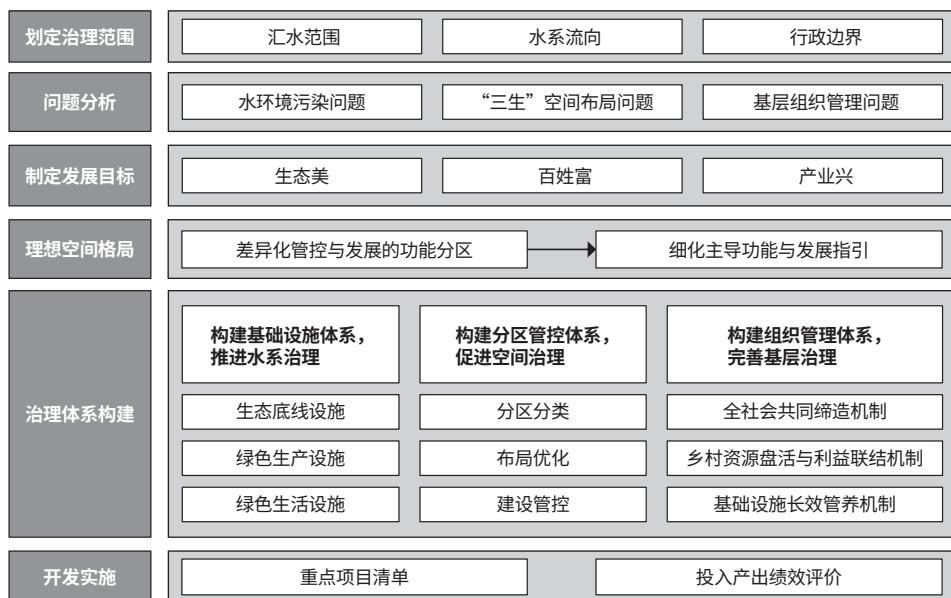 划定治理范围
汇水范围
水系流向
行政边界
问题分析
水环境污染问题
“三生”空间布局问题
基层组织管理问题
制定发展目标
生态美
百姓富
产业兴
理想空间格局
差异化管控与发展的功能分区
细化主导功能与发展指引
治理体系构建
构建基础设施体系，
推进水系治理
构建分区管控体系，
促进空间治理
构建组织管理体系，
完善基层治理
生态底线设施
分区分类
全社会共同缔造机制
绿色生产设施
布局优化
乡村资源盘活与利益联结机制
绿色生活设施
建设管控
基础设施长效管养机制
开发实施
重点项目清单
投入产出绩效评价